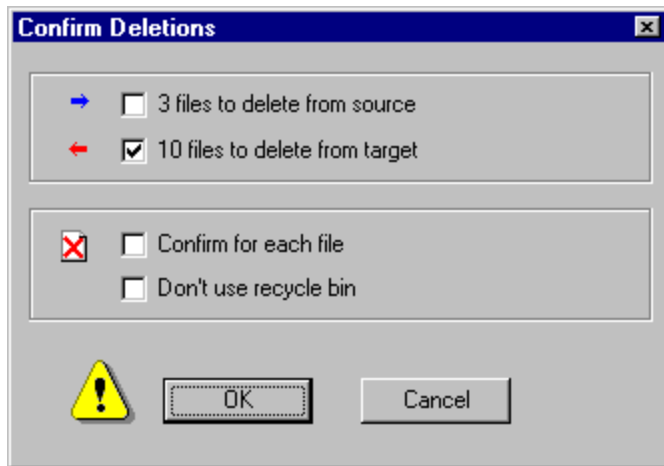 Confirm Deletions
3 files to delete from source
10 files to delete from target
Confirm for each file
Don't use recycle bin
OK
Cancel